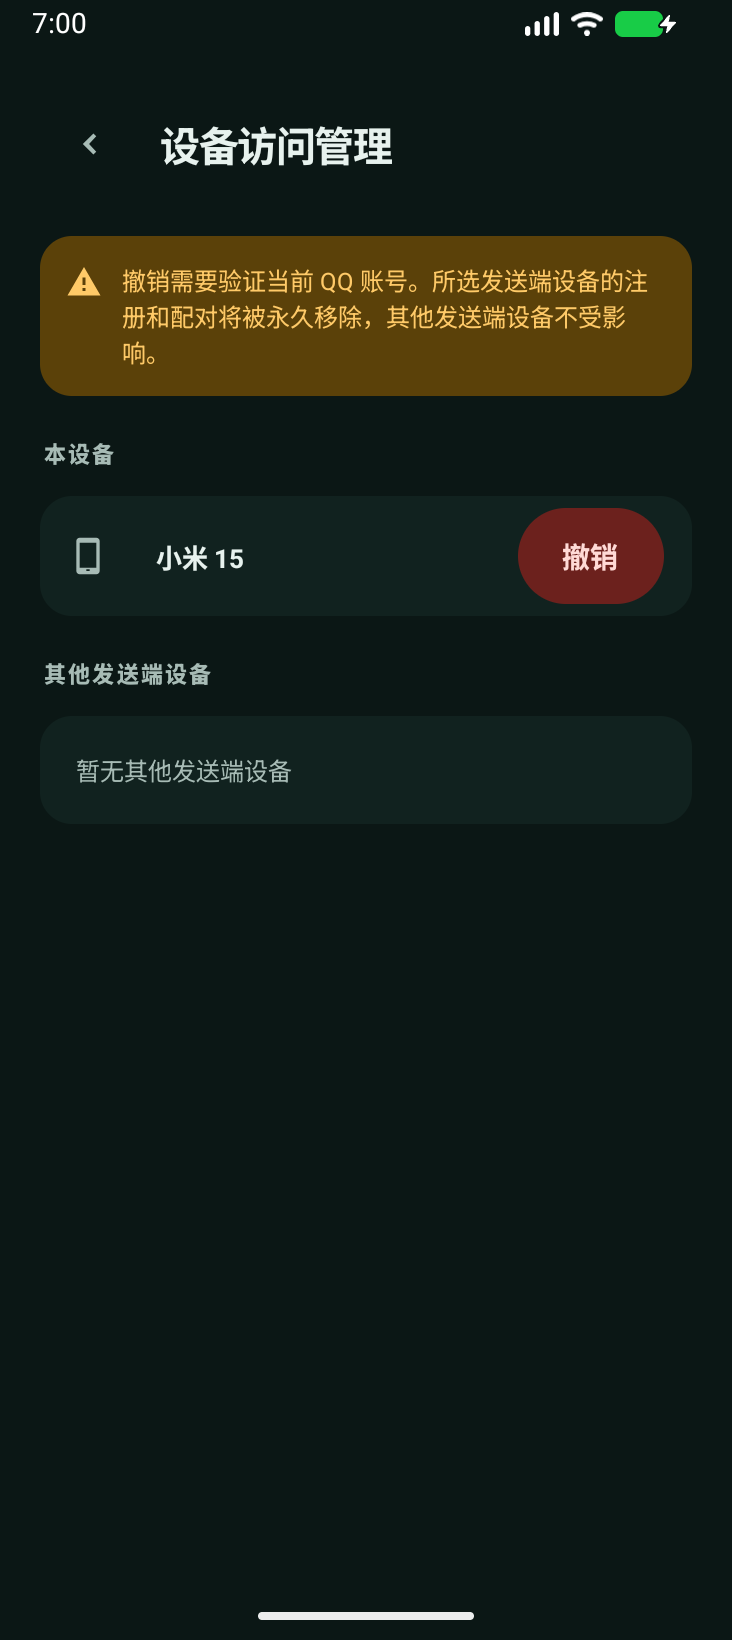 7:00
设备访问管理
撤销需要验证当前 QQ 账号。所选发送端设备的注
册和配对将被永久移除，其他发送端设备不受影
响。
本设备
小米 15
撤销
其他发送端设备
暂无其他发送端设备